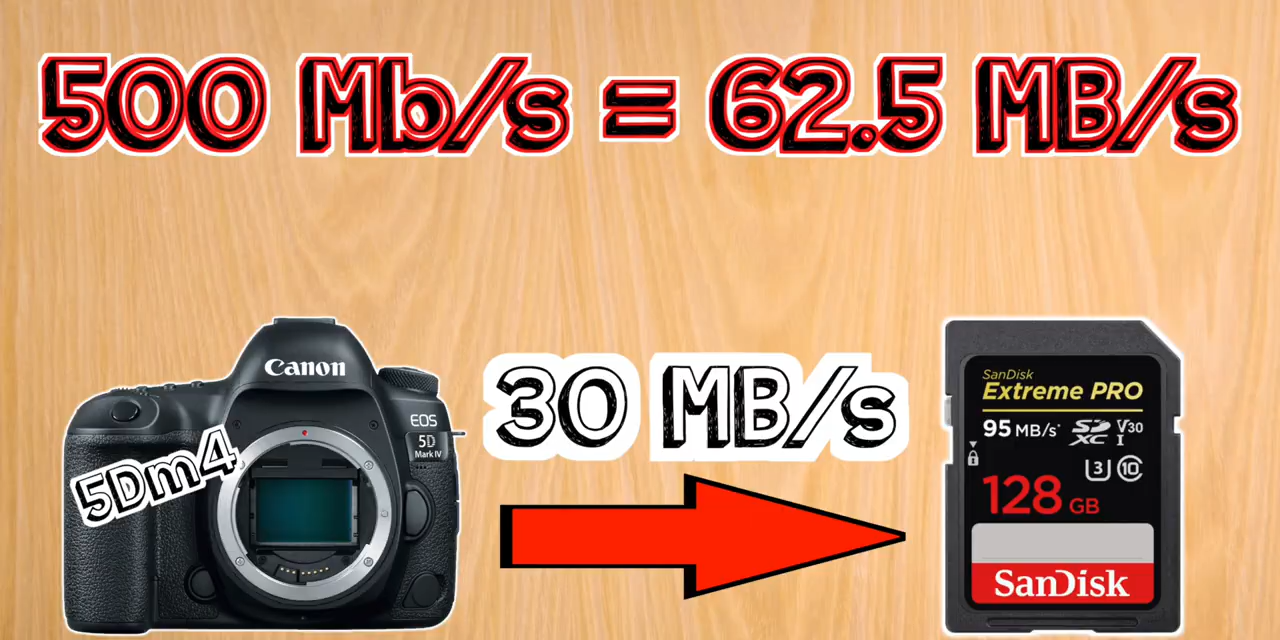 500 Mb/s = 62.5 MB/s
Canon
EOS
5D
Mark IV
5Dm4
30 MB/s
SanDisk
Extreme PRO
95 MB/s* SD XC I V30
3 10
128 GB
SanDisk